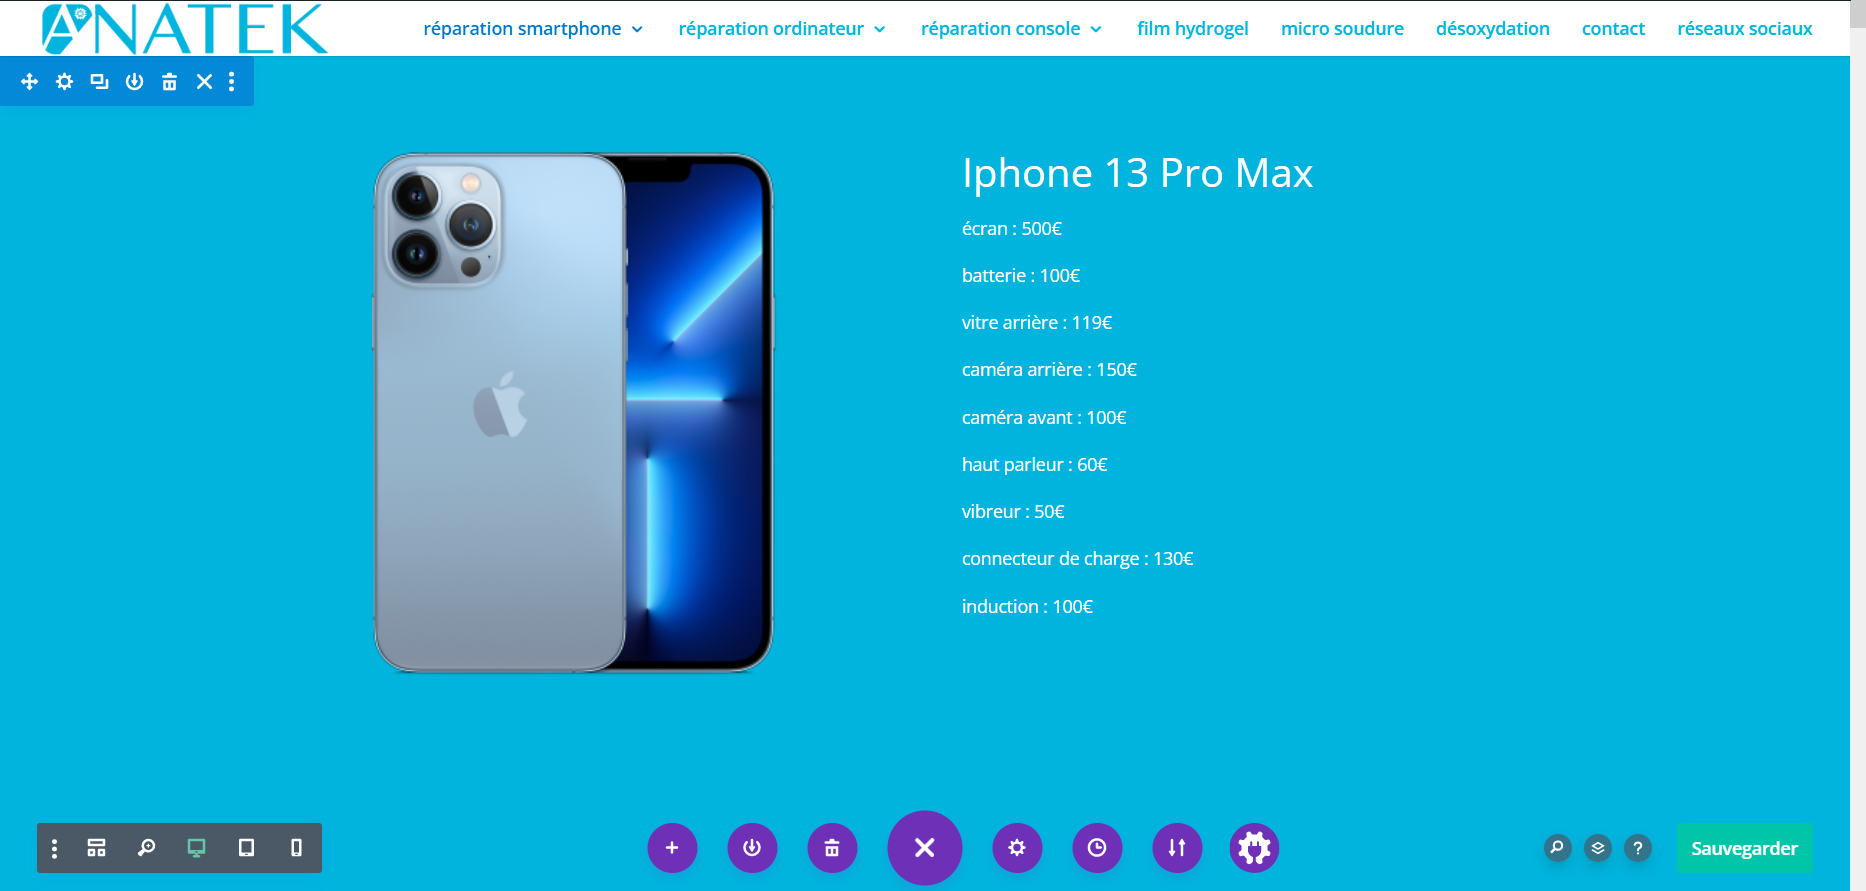 ANATEK
réparation smartphone réparation ordinateur réparation console film hydrogel micro soudure désoxydation contact réseaux sociaux
Iphone 13 Pro Max
écran : 500€
batterie : 100€
vitre arrière : 119€
caméra arrière : 150€
caméra avant : 100€
haut parleur : 60€
vibreur : 50€
connecteur de charge : 130€
induction : 100€
Sauvegarder